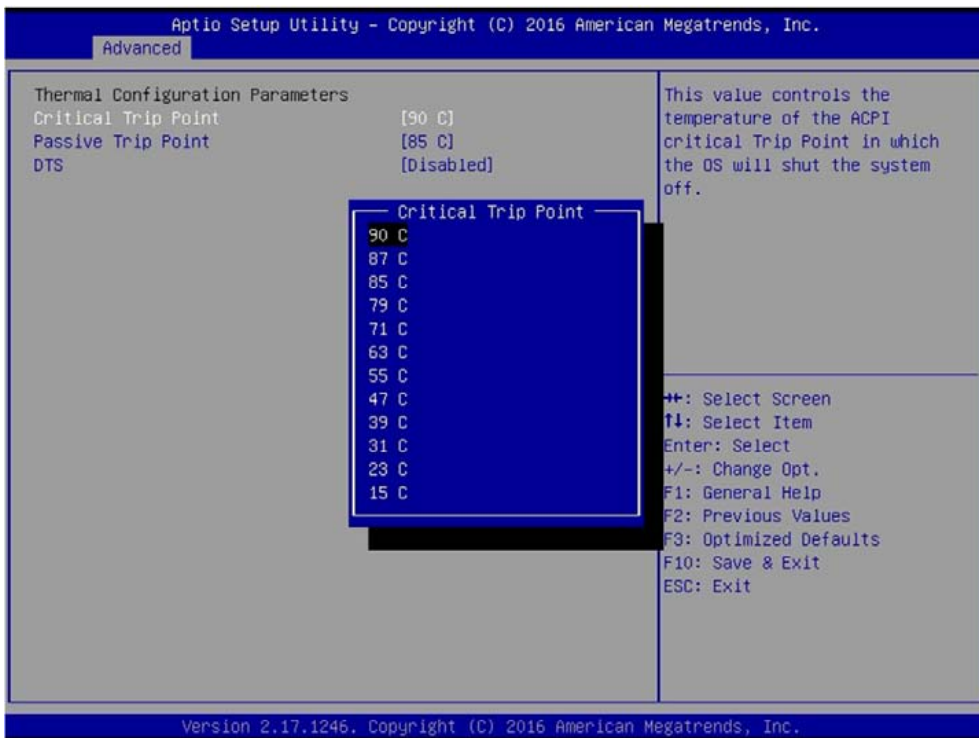 Aptio Setup Utility – Copyright (C) 2016 American Megatrends, Inc.
Advanced
Thermal Configuration Parameters
Critical Trip Point [90 C]
Passive Trip Point [85 C]
DTS [Disabled]
This value controls the
temperature of the ACPI
critical Trip Point in which
the OS will shut the system
off.
Critical Trip Point
90 C
87 C
85 C
79 C
71 C
63 C
55 C
47 C
39 C
31 C
23 C
15 C
→←: Select Screen
↑↓: Select Item
Enter: Select
+/-: Change Opt.
F1: General Help
F2: Previous Values
F3: Optimized Defaults
F10: Save & Exit
ESC: Exit
Version 2.17.1246. Copyright (C) 2016 American Megatrends, Inc.